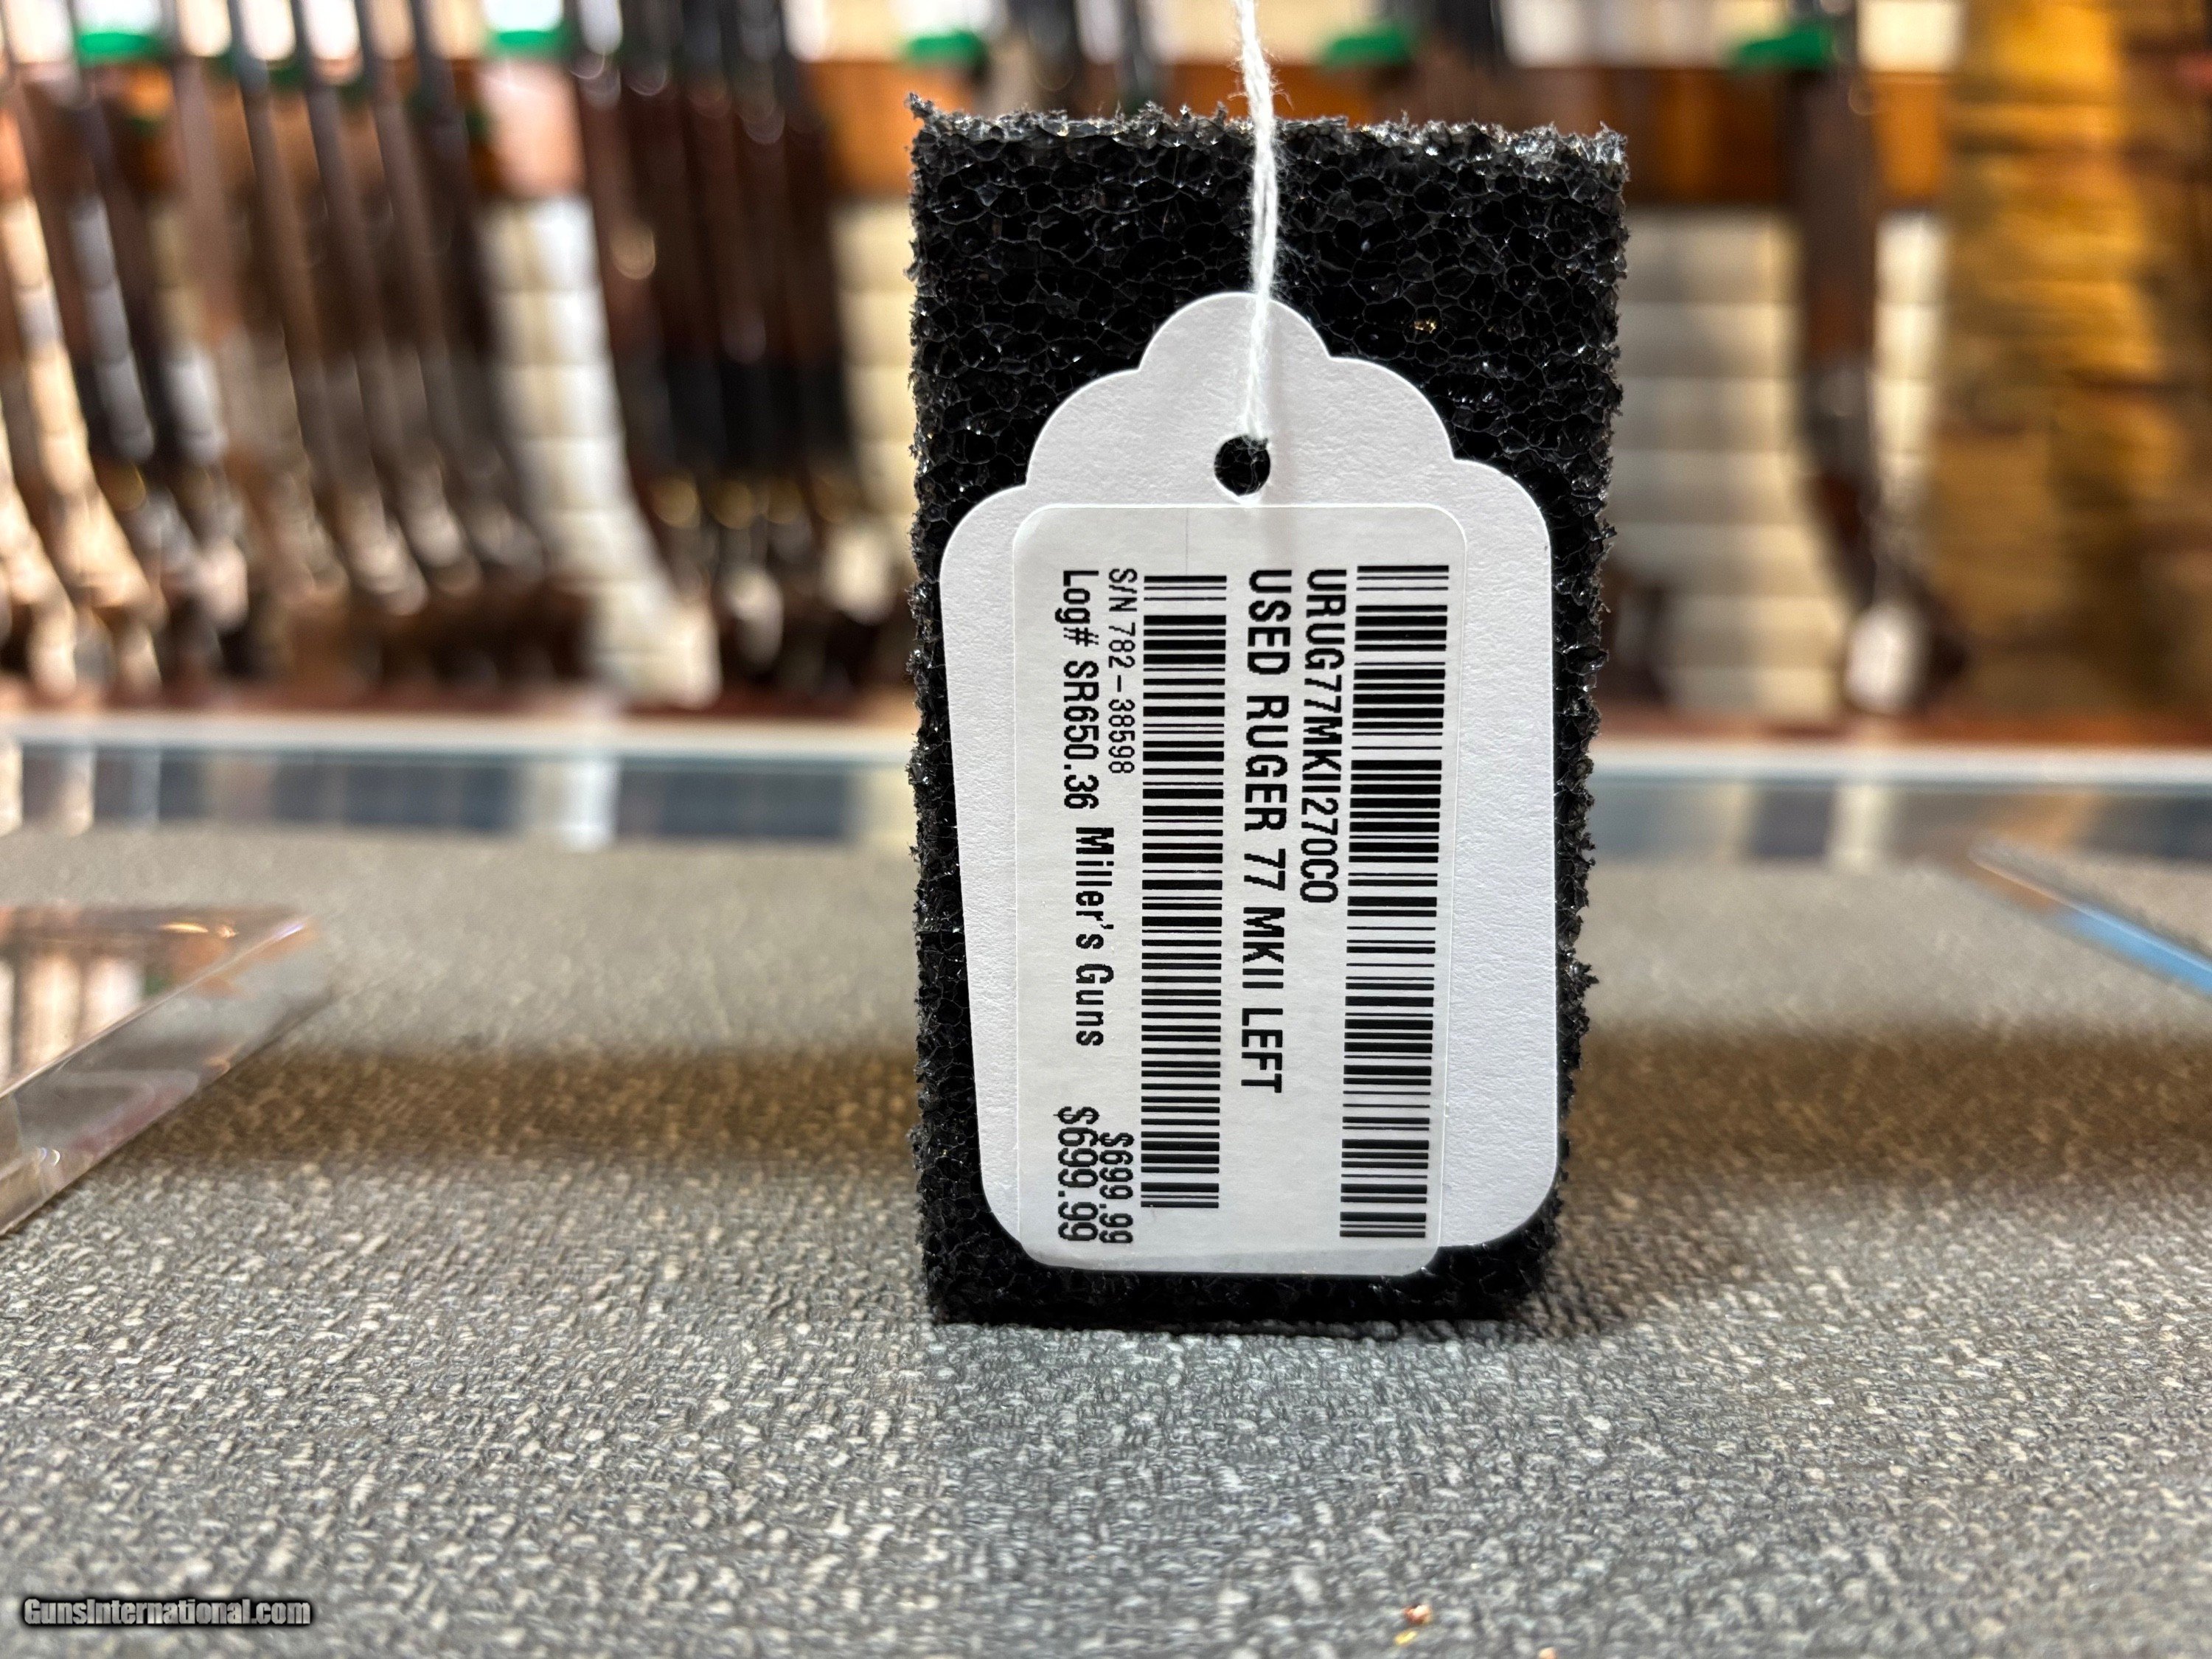 URUG77MKII270CO
USED RUGER 77 MKII LEFT
S/N 782-38598
$699.99
Log# SR650.36 Miller's Guns
$699.99
GunsInternational.com